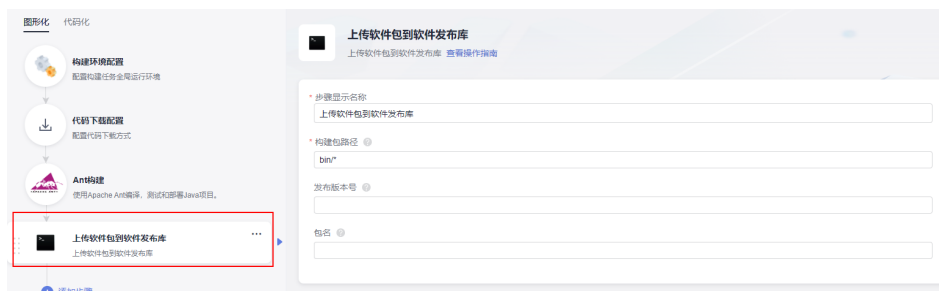 图形化 代码化
构建环境配置
配置构建任务全局运行环境
代码下载配置
配置代码下载方式
Ant构建
使用Apache Ant编译、测试和部署Java项目。
上传软件包到软件发布库
上传软件包到软件发布库
添加步骤
上传软件包到软件发布库
上传软件包到软件发布库 查看操作指南
* 步骤显示名称
上传软件包到软件发布库
* 构建包路径
bin/*
发布版本号
包名